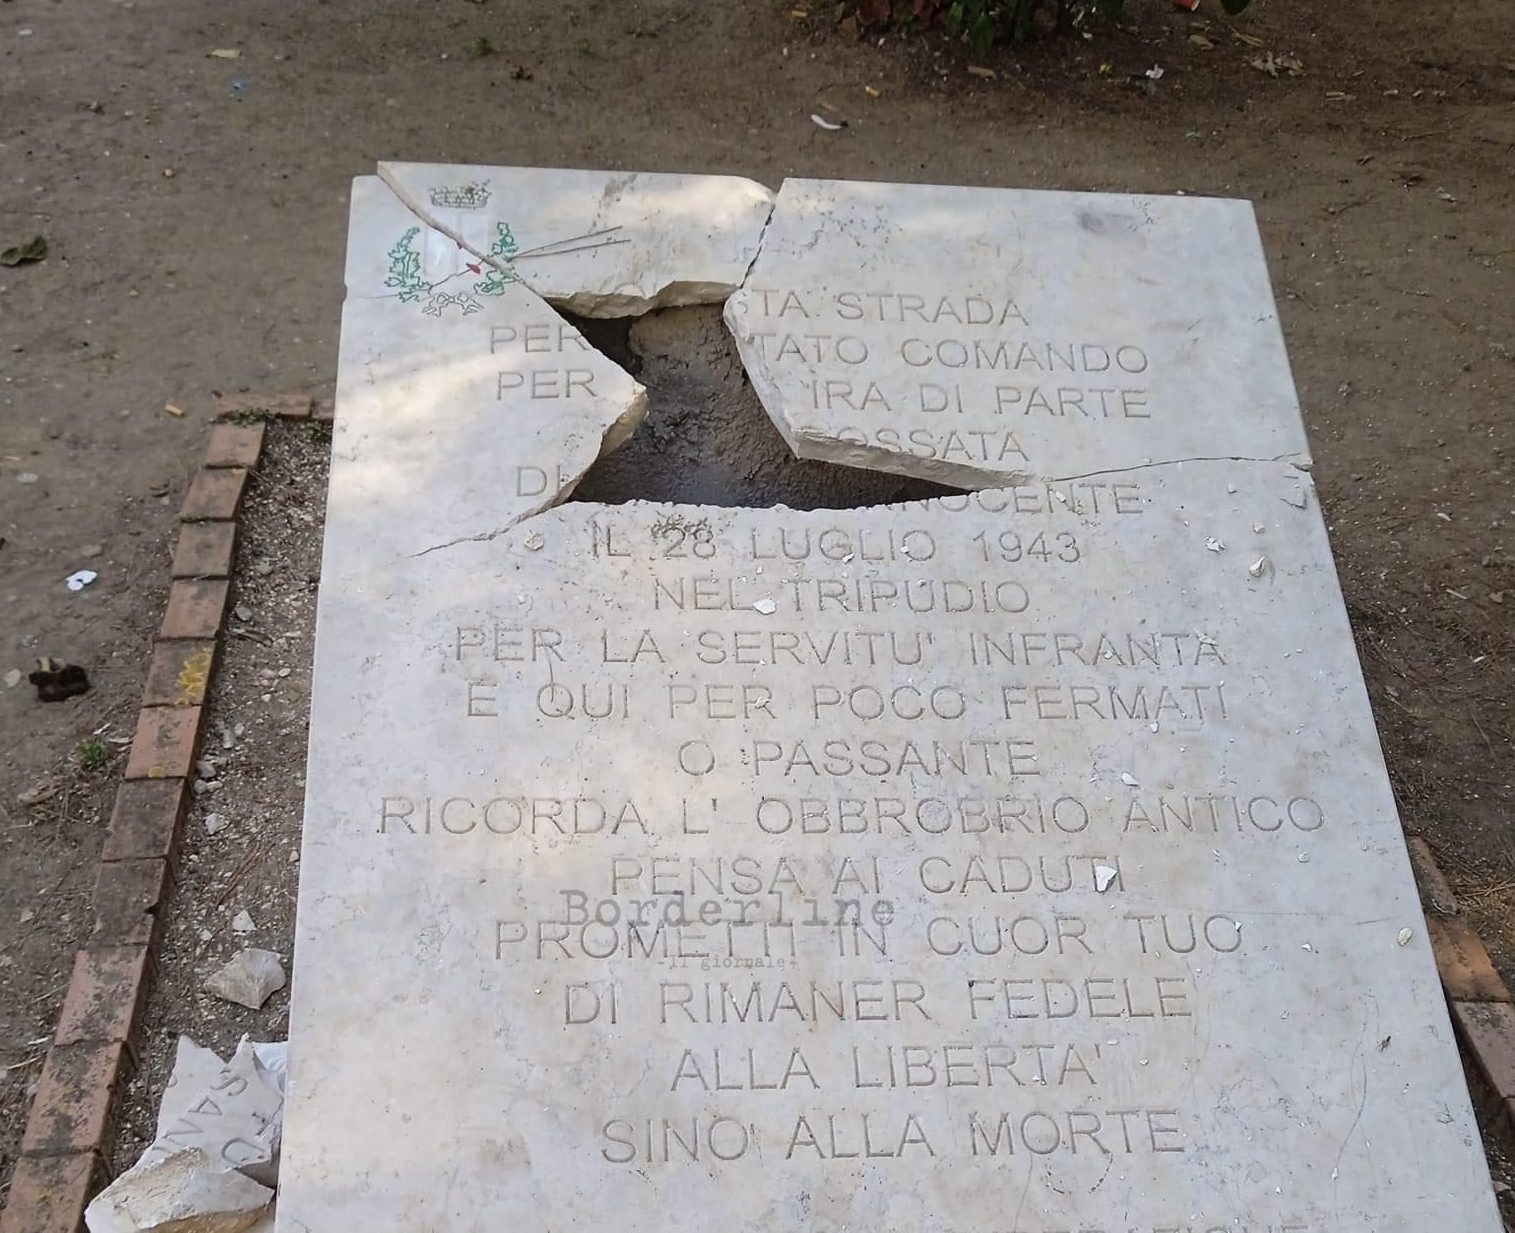 STA STRADA
PER TATO COMANDO
PER IRA DI PARTE
ROSSATA
DI INNOCENTE
IL 28 LUGLIO 1943
NEL TRIPUDIO
PER LA SERVITU' INFRANTA
E QUI PER POCO FERMATI
O PASSANTE
RICORDA L' OBBROBRIO ANTICO
PENSA AI CADUTI
Borderline
PROMETTI IN CUOR TUO
-Il giornale-
DI RIMANER FEDELE
ALLA LIBERTA'
SINO ALLA MORTE